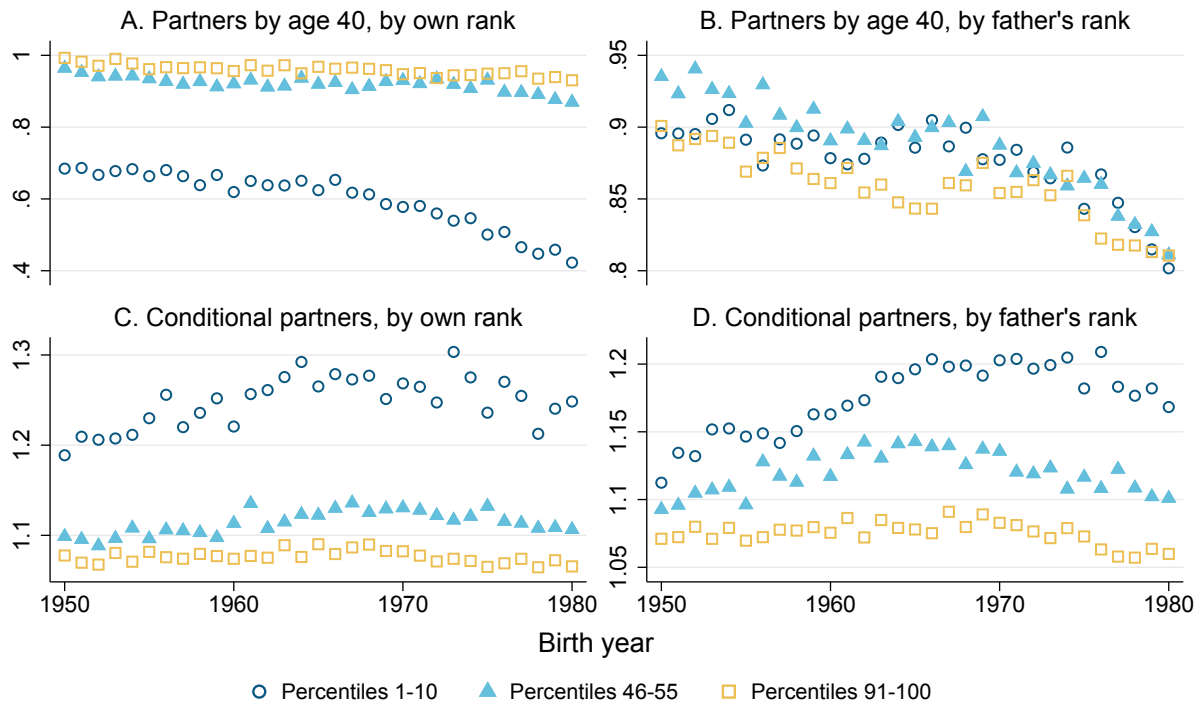 A. Partners by age 40, by own rank
1
.8
.6
.4
B. Partners by age 40, by father's rank
.95
.9
.85
.8
C. Conditional partners, by own rank
1.3
1.2
1.1
1950 1960 1970 1980
D. Conditional partners, by father's rank
1.2
1.15
1.1
1.05
1950 1960 1970 1980
Birth year
Percentiles 1-10 Percentiles 46-55 Percentiles 91-100